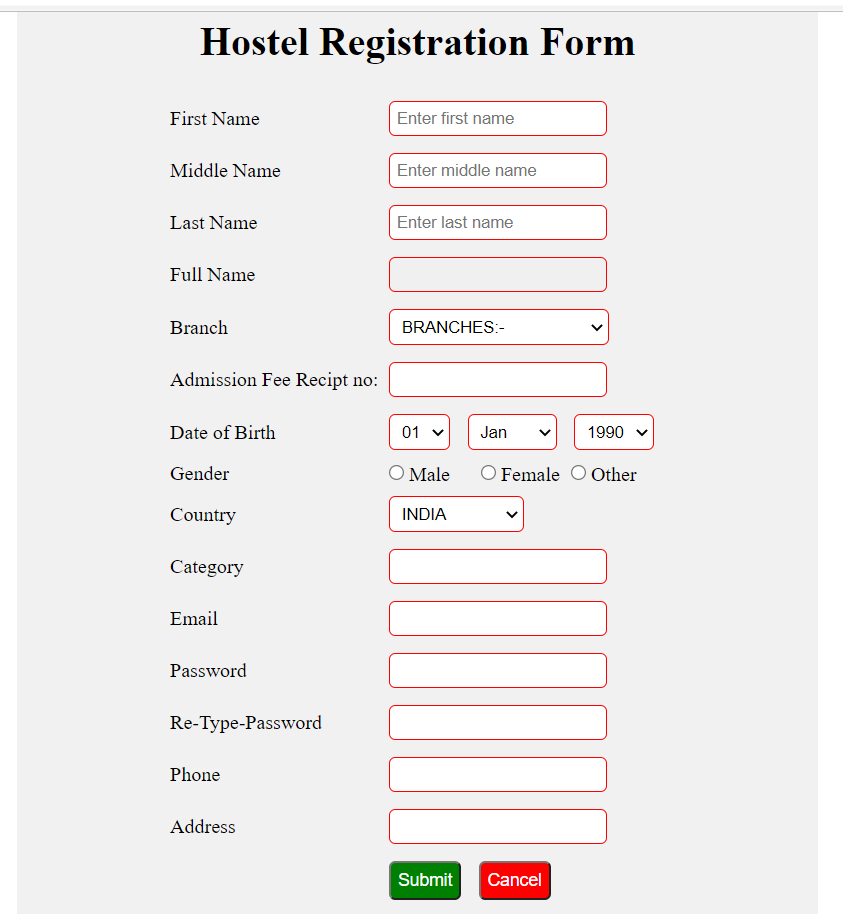 Hostel Registration Form
First Name Enter first name
Middle Name Enter middle name
Last Name Enter last name
Full Name
Branch BRANCHES:-
Admission Fee Recipt no:
Date of Birth 01 Jan 1990
Gender Male Female Other
Country INDIA
Category
Email
Password
Re-Type-Password
Phone
Address
Submit Cancel